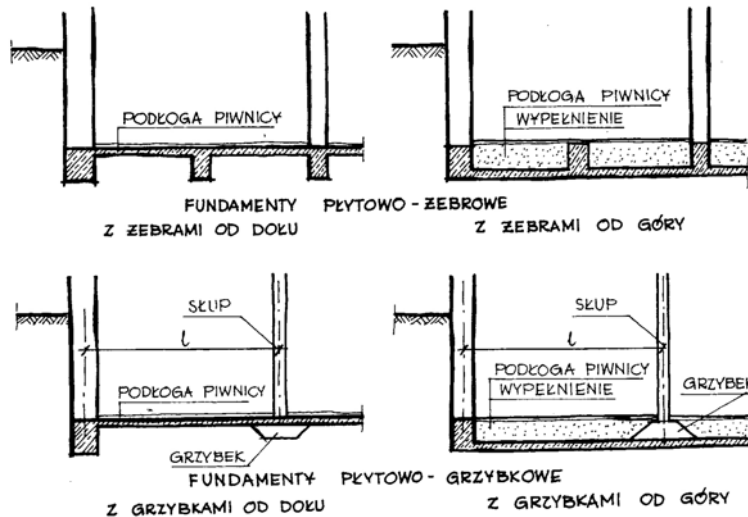 PODŁOGA PIWNICY
PODŁOGA PIWNICY
WYPEŁNIENIE
FUNDAMENTY PŁYTOWO-ŻEBROWE
Z ŻEBRAMI OD DOŁU
Z ŻEBRAMI OD GÓRY
SŁUP
l
PODŁOGA PIWNICY
GRZYBEK
SŁUP
l
PODŁOGA PIWNICY
WYPEŁNIENIE
GRZYBEK
FUNDAMENTY PŁYTOWO-GRZYBKOWE
Z GRZYBKAMI OD DOŁU
Z GRZYBKAMI OD GÓRY